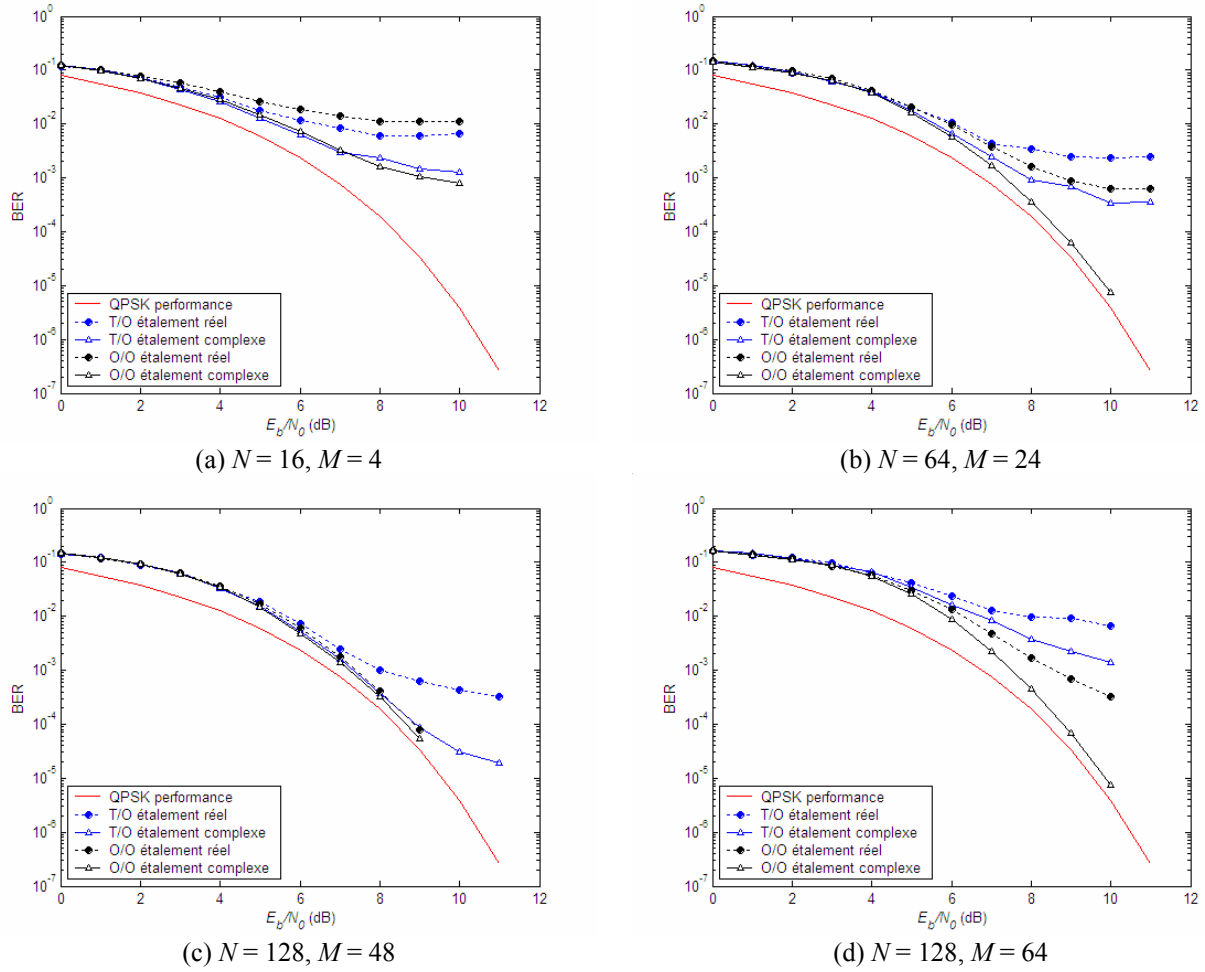 10^0
10^-1
10^-2
10^-3
10^-4
10^-5
10^-6
10^-7
BER
QPSK performance
T/O étalement réel
T/O étalement complexe
O/O étalement réel
O/O étalement complexe
0 2 4 6 8 10 12
E_b/N_0 (dB)
(a) N = 16, M = 4
10^0
10^-1
10^-2
10^-3
10^-4
10^-5
10^-6
10^-7
BER
QPSK performance
T/O étalement réel
T/O étalement complexe
O/O étalement réel
O/O étalement complexe
0 2 4 6 8 10 12
E_b/N_0 (dB)
(b) N = 64, M = 24
10^0
10^-1
10^-2
10^-3
10^-4
10^-5
10^-6
10^-7
BER
QPSK performance
T/O étalement réel
T/O étalement complexe
O/O étalement réel
O/O étalement complexe
0 2 4 6 8 10 12
E_b/N_0 (dB)
(c) N = 128, M = 48
10^0
10^-1
10^-2
10^-3
10^-4
10^-5
10^-6
10^-7
BER
QPSK performance
T/O étalement réel
T/O étalement complexe
O/O étalement réel
O/O étalement complexe
0 2 4 6 8 10 12
E_b/N_0 (dB)
(d) N = 128, M = 64